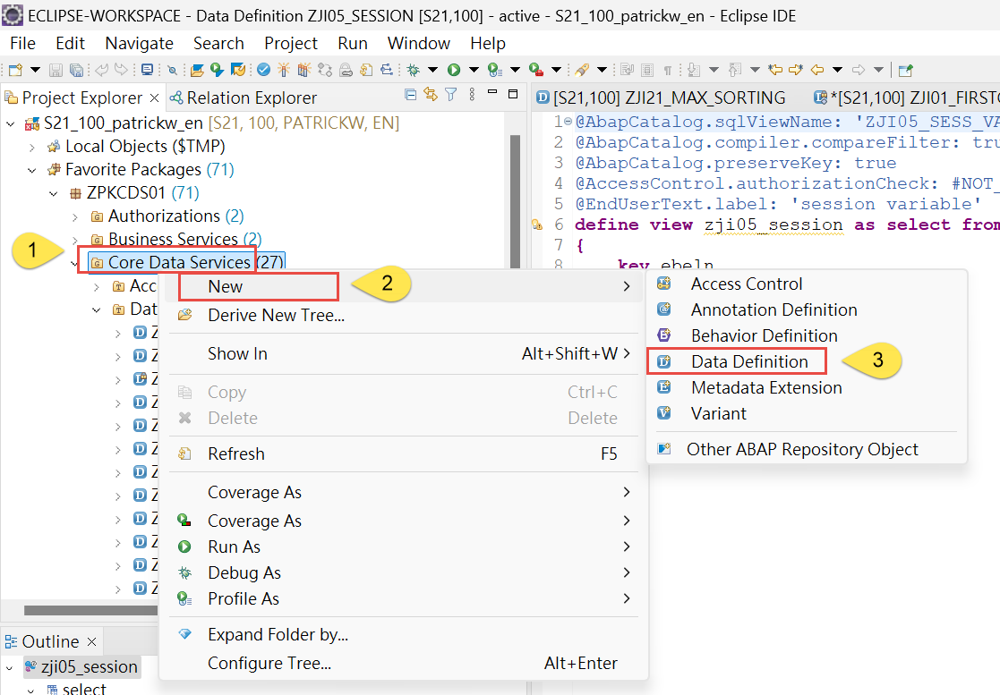 ECLIPSE-WORKSPACE - Data Definition ZJI05_SESSION [S21,100] - active - S21_100_patrickw_en - Eclipse IDE
File Edit Navigate Search Project Run Window Help
Project Explorer
Relation Explorer
S21_100_patrickw_en [S21, 100, PATRICKW, EN]
Local Objects ($TMP)
Favorite Packages (71)
ZPKCDS01 (71)
Authorizations (2)
Business Services (2)
1
Core Data Services (27)
Acc
Dat
Z
Z
Z
Z
Z
Z
Z
Z
Z
Z
Z
Z
[S21,100] ZJI21_MAX_SORTING
*[S21,100] ZJI01_FIRST
1 @AbapCatalog.sqlViewName: 'ZJI05_SESS_VA
2 @AbapCatalog.compiler.compareFilter: tru
3 @AbapCatalog.preserveKey: true
4 @AccessControl.authorizationCheck: #NOT_
5 @EndUserText.label: 'session variable'
6 define view zji05_session as select from
7 {
8 key ebeln
New
2
Derive New Tree...
Show In Alt+Shift+W
Copy Ctrl+C
Delete Delete
Refresh F5
Coverage As
Coverage As
Run As
Debug As
Profile As
Expand Folder by...
Configure Tree... Alt+Enter
Access Control
Annotation Definition
Behavior Definition
Data Definition
3
Metadata Extension
Variant
Other ABAP Repository Object
Outline
zji05_session
select